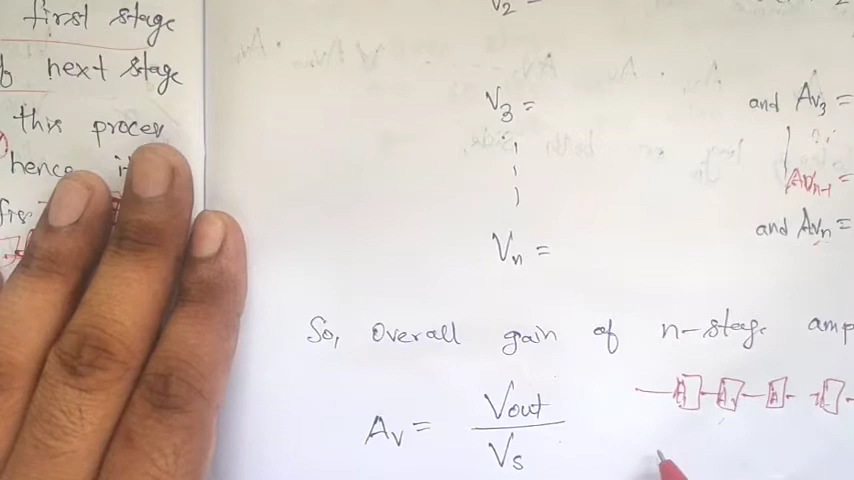 first stage
next stage
this proces
hence
V2 =
V3 =
and Av3 =
Avn-1 =
Vn =
and Avn =
So, overall gain of n-stage amp
Av = Vout
Vs